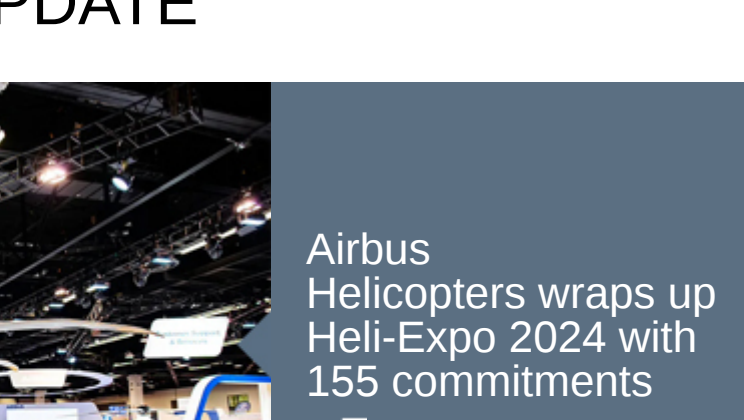 PDATE
Airbus
Helicopters wraps up
Heli-Expo 2024 with
155 commitments